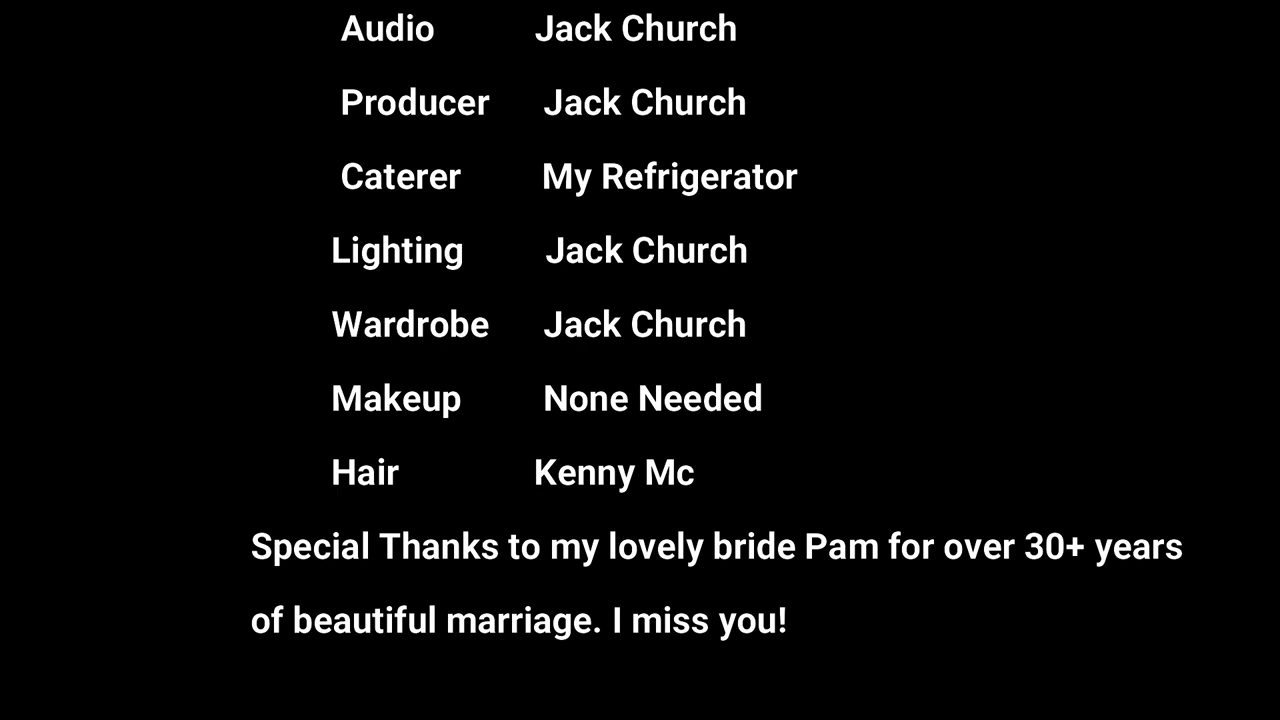 Audio Jack Church
Producer Jack Church
Caterer My Refrigerator
Lighting Jack Church
Wardrobe Jack Church
Makeup None Needed
Hair Kenny Mc
Special Thanks to my lovely bride Pam for over 30+ years
of beautiful marriage. I miss you!